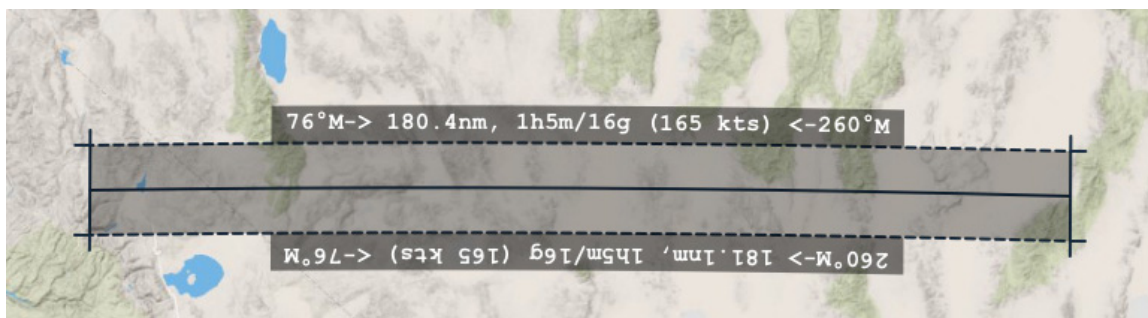 76°M-> 180.4nm, 1h5m/16g (165 kts) <-260°M
260°M-> 181.1nm, 1h5m/16g (165 kts) <-76°M